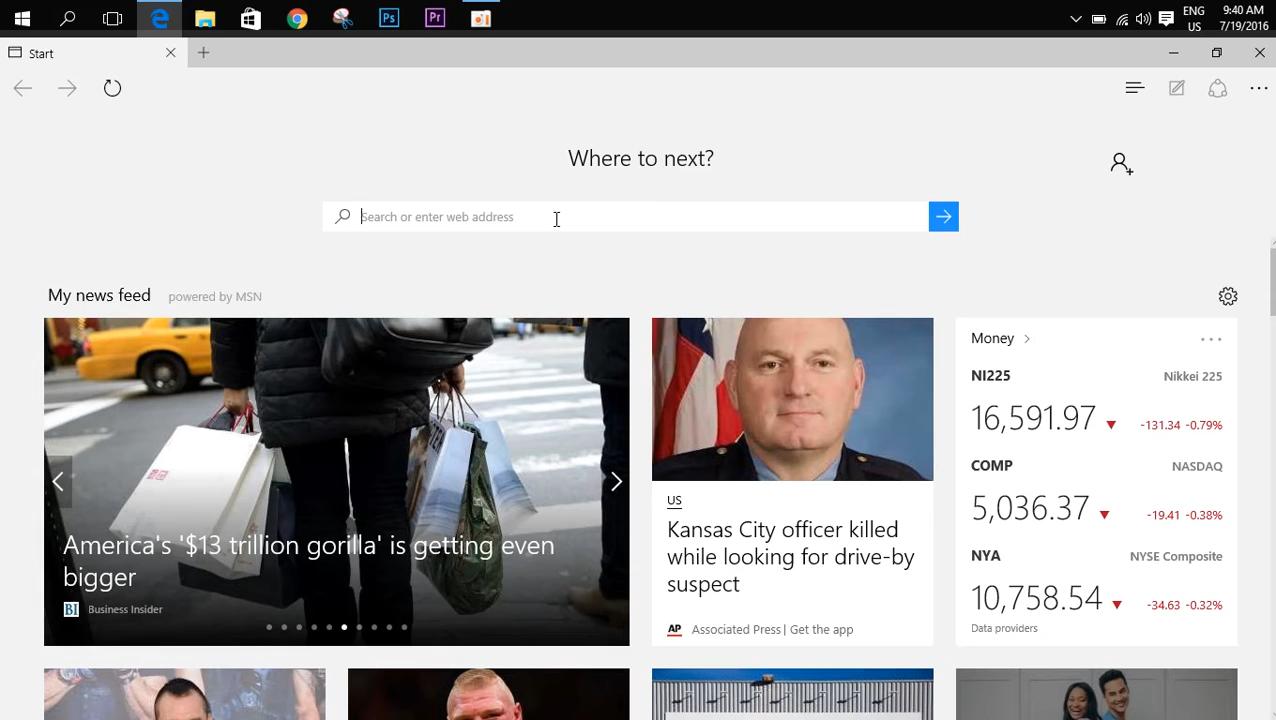 Ps
Pr
ENG
US
9:40 AM
7/19/2016
Start
Where to next?
Search or enter web address
My news feed powered by MSN
America's '$13 trillion gorilla' is getting even
bigger
BI Business Insider
US
Kansas City officer killed
while looking for drive-by
suspect
AP Associated Press | Get the app
Money
NI225 Nikkei 225
16,591.97 -131.34 -0.79%
COMP NASDAQ
5,036.37 -19.41 -0.38%
NYA NYSE Composite
10,758.54 -34.63 -0.32%
Data providers